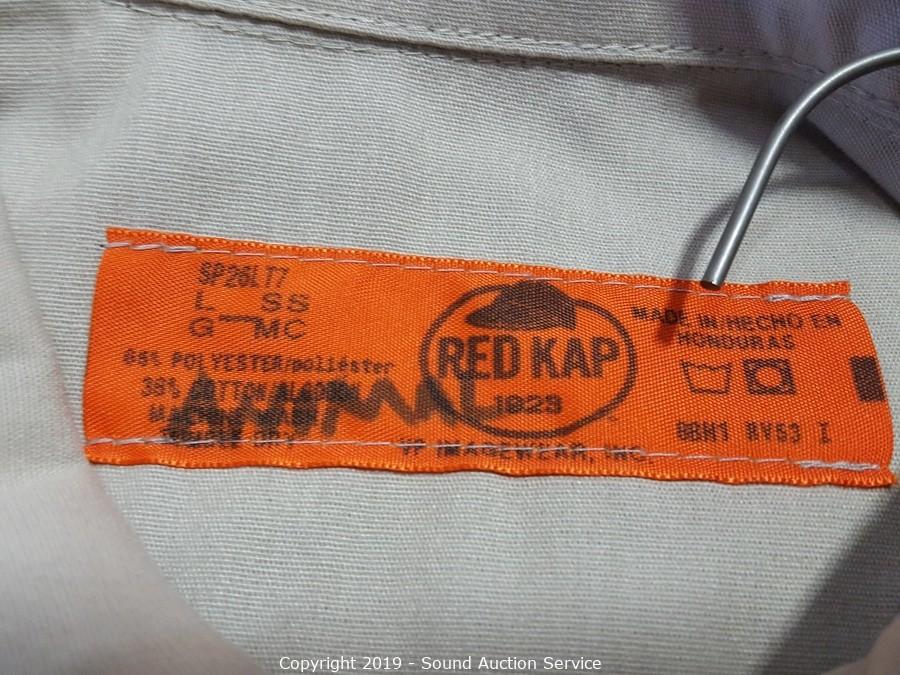 SP26LT7
L SS
G MC
65% POLYESTER/poliéster
35% COTTON/ALGODÓN
ANIMAL
RED KAP
1923
VF IMAGEWEAR, INC.
MADE IN/HECHO EN
HONDURAS
Copyright 2019 - Sound Auction Service